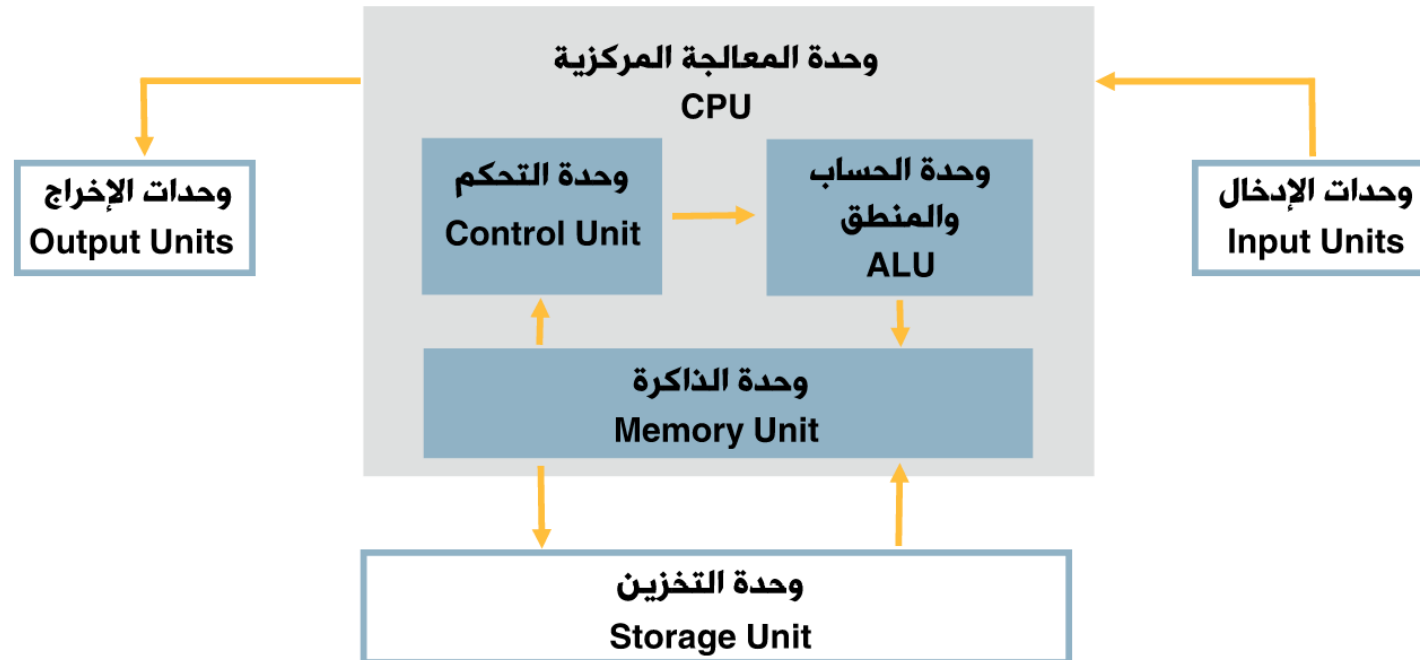 وحدة المعالجة المركزية
CPU
وحدات الإدخال
Input Units
وحدة الحساب
والمنطق
ALU
وحدة التحكم
Control Unit
وحدات الإخراج
Output Units
وحدة الذاكرة
Memory Unit
وحدة التخزين
Storage Unit